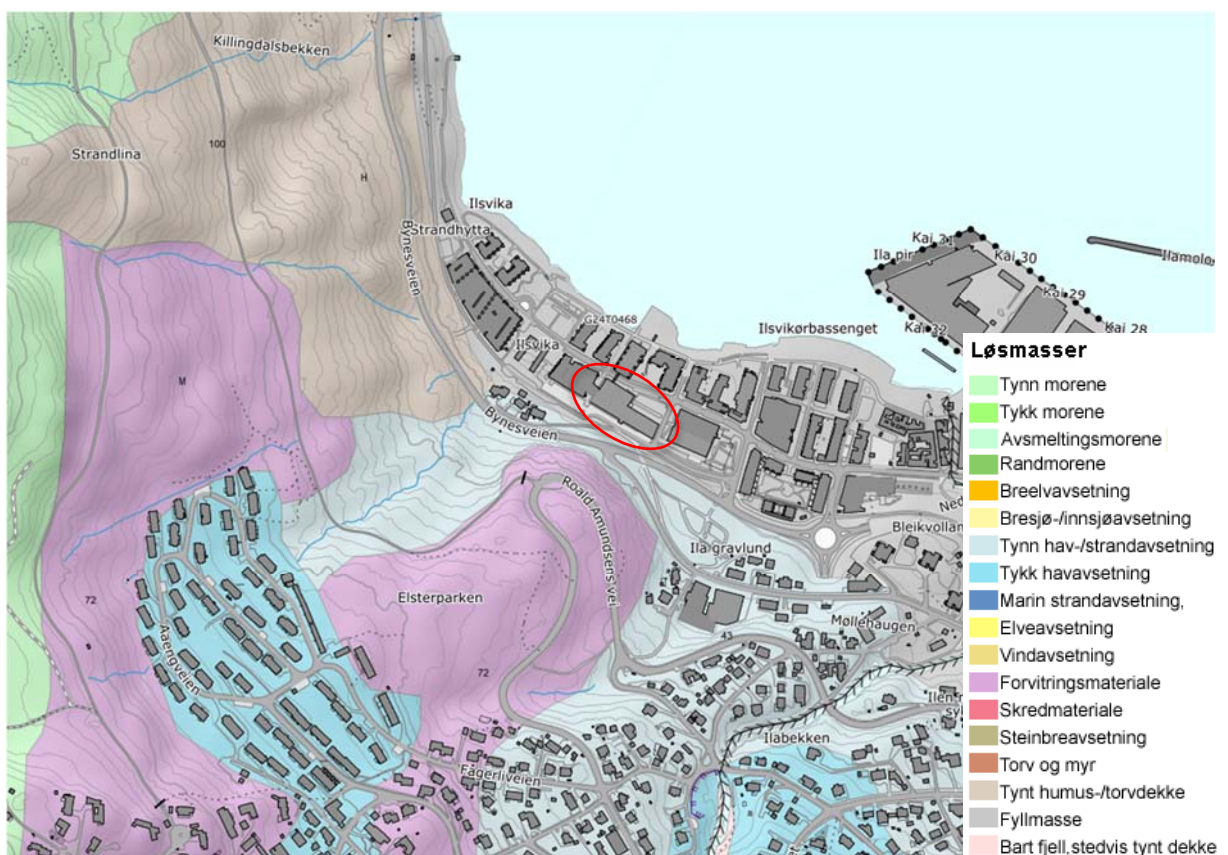 Killingdalsbekken
Strandlina
100
H
Bynesveien
Ilsvika
Strandhytta
Kai 31
Ila pir
Kai 30
Ilamolo
Kai 29
Kai 28
Kai 32
G24T0468
Ilsvikørbassenget
Ilsvika
M
Bynesveien
Roald Amundsens vei
Bleikvollan
Ila gravlund
Elsterparken
72
43
Møllehaugen
Aaengveien
72
Ilabekken
Fagerliveien
Løsmasser
Tynn morene
Tykk morene
Avsmeltingsmorene
Randmorene
Breelvavsetning
Bresjø-/innsjøavsetning
Tynn hav-/strandavsetning
Tykk havavsetning
Marin strandavsetning,
Elveavsetning
Vindavsetning
Forvitringsmateriale
Skredmateriale
Steinbreavsetning
Torv og myr
Tynt humus-/torvdekke
Fyllmasse
Bart fjell,stedvis tynt dekke